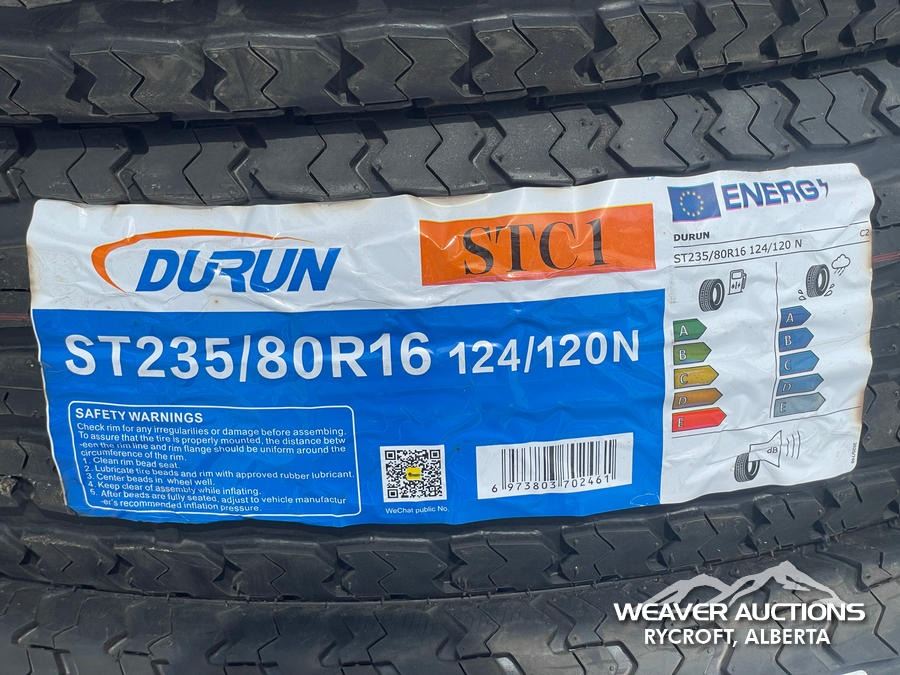 DURUN
STC1
ST235/80R16 124/120N
SAFETY WARNINGS
Check rim for any irregularities or damage before assembling.
To assure that the tire is properly mounted, the distance betw
-een the rim line and rim flange should be uniform around the
circumference of the rim.
1. Clean rim bead seat.
2. Lubricate tire beads and rim with approved rubber lubricant.
3. Center beads in wheel well.
4. Keep clear of assembly while inflating.
5. After beads are fully seated, adjust to vehicle manufactur
-er's recommended inflation pressure.
WeChat public No.
6 973803 702461
ENERG
DURUN C2
ST235/80R16 124/120 N
A A
B B
C C
D D
E E
dB
WEAVER AUCTIONS
RYCROFT, ALBERTA